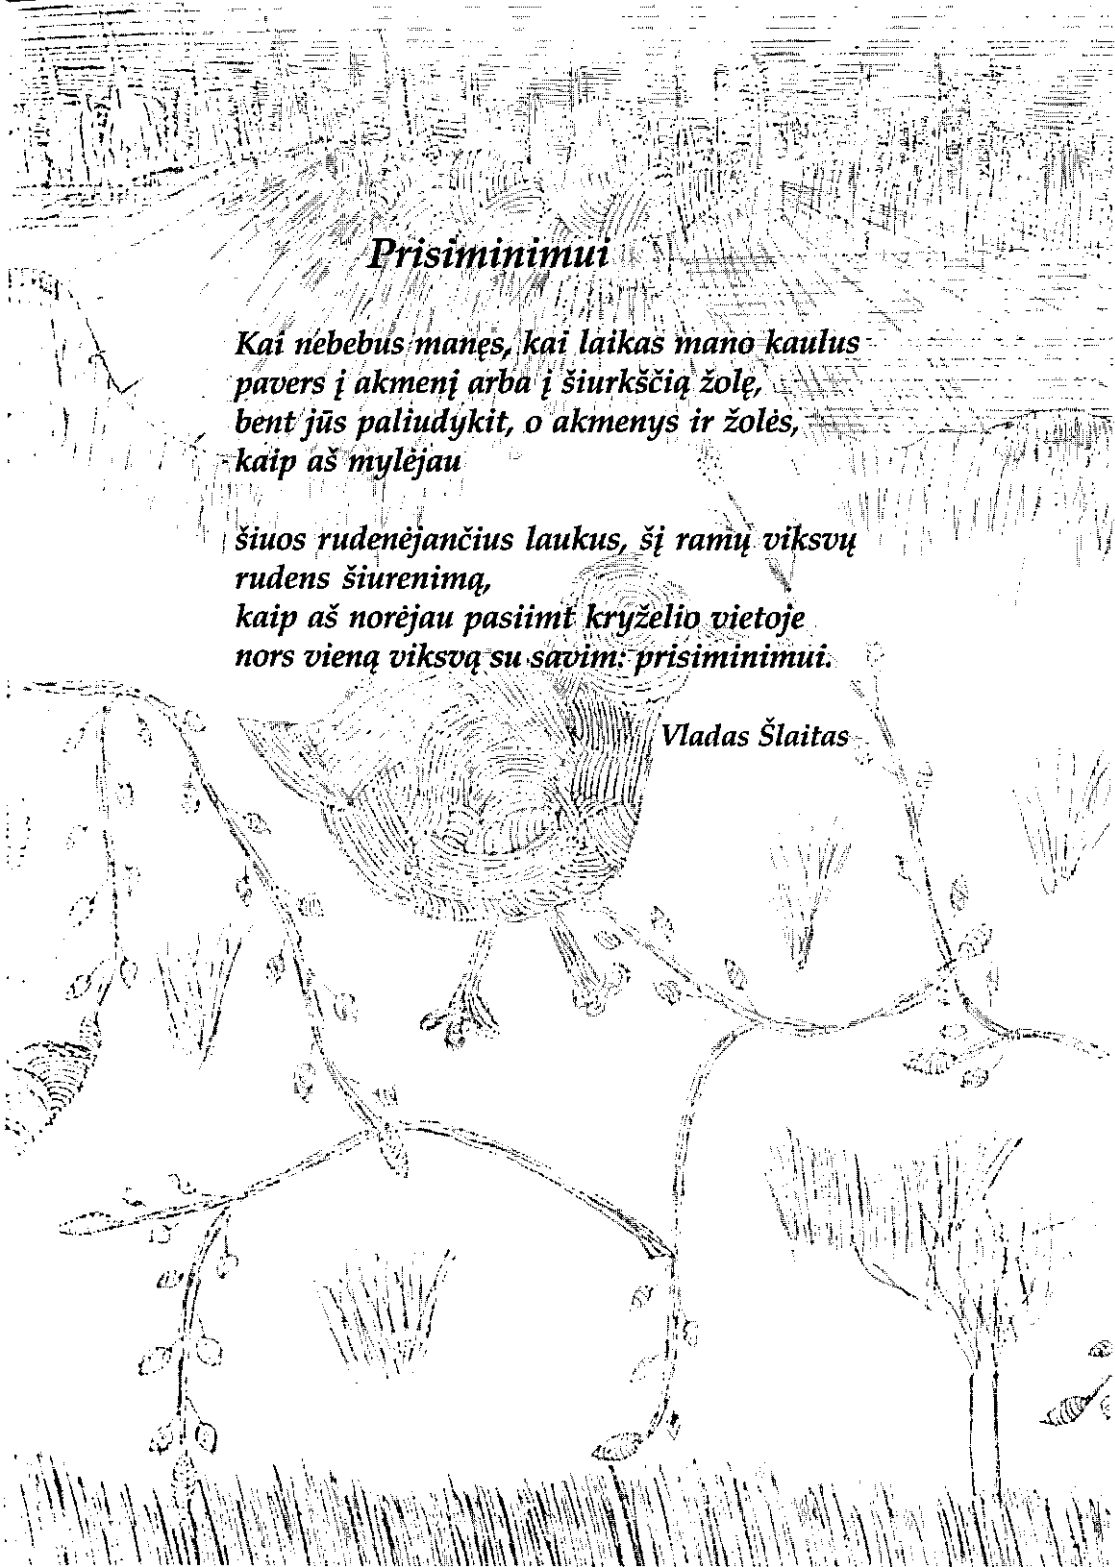 Prisiminimui
Kai nebebus manęs, kai laikas mano kaulus
pavers į akmenį arba į šiurkščią žolę,
bent jūs paliudykit, o akmenys ir žolės,
kaip aš mylėjau
šiuos rudenėjančius laukus, šį ramų viksvų
rudens šiurenimą,
kaip aš norėjau pasiimt kryželio vietoje
nors vieną viksvą su savim: prisiminimui.
Vladas Šlaitas